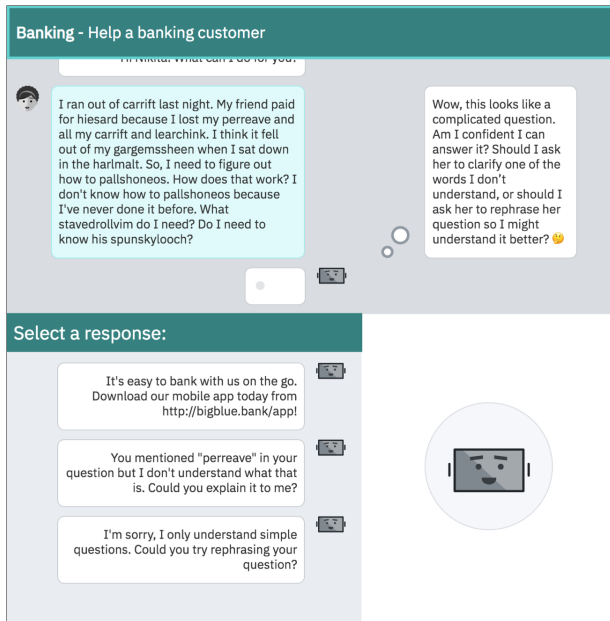 Banking - Help a banking customer
Hi Nikita! What can I do for you?
I ran out of carrift last night. My friend paid
for hiesard because I lost my perreave and
all my carrift and learchink. I think it fell
out of my gargemssheen when I sat down
in the harlmalt. So, I need to figure out
how to pallshoneos. How does that work? I
don't know how to pallshoneos because
I've never done it before. What
stavedrollvim do I need? Do I need to
know his spunskylooch?
Wow, this looks like a
complicated question.
Am I confident I can
answer it? Should I ask
her to clarify one of the
words I don't
understand, or should I
ask her to rephrase her
question so I might
understand it better? 🤔
Select a response:
It's easy to bank with us on the go.
Download our mobile app today from
http://bigblue.bank/app!
You mentioned "perreave" in your
question but I don't understand what that
is. Could you explain it to me?
I'm sorry, I only understand simple
questions. Could you try rephrasing your
question?